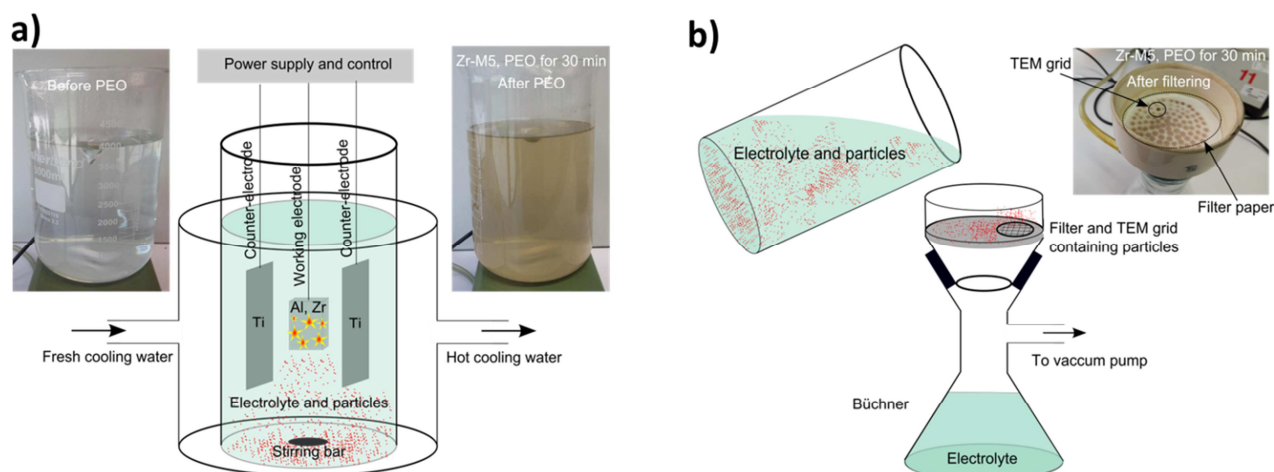 a)
Before PEO
Power supply and control
Zr-M5, PEO for 30 min
After PEO
Counter-electrode
Working electrode
Counter-electrode
Ti
Al, Zr
Ti
Fresh cooling water
Hot cooling water
Electrolyte and particles
Stirring bar
b)
TEM grid
Zr-M5, PEO for 30 min
11
After filtering
Filter paper
Electrolyte and particles
Filter and TEM grid
containing particles
To vaccum pump
Büchner
Electrolyte